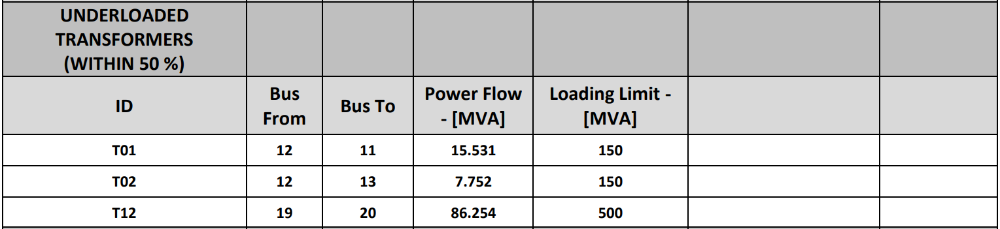 UNDERLOADED
TRANSFORMERS
(WITHIN 50 %)
ID
Bus
From
Bus To
Power Flow
- [MVA]
Loading Limit -
[MVA]
T01 12 11 15.531 150
T02 12 13 7.752 150
T12 19 20 86.254 500